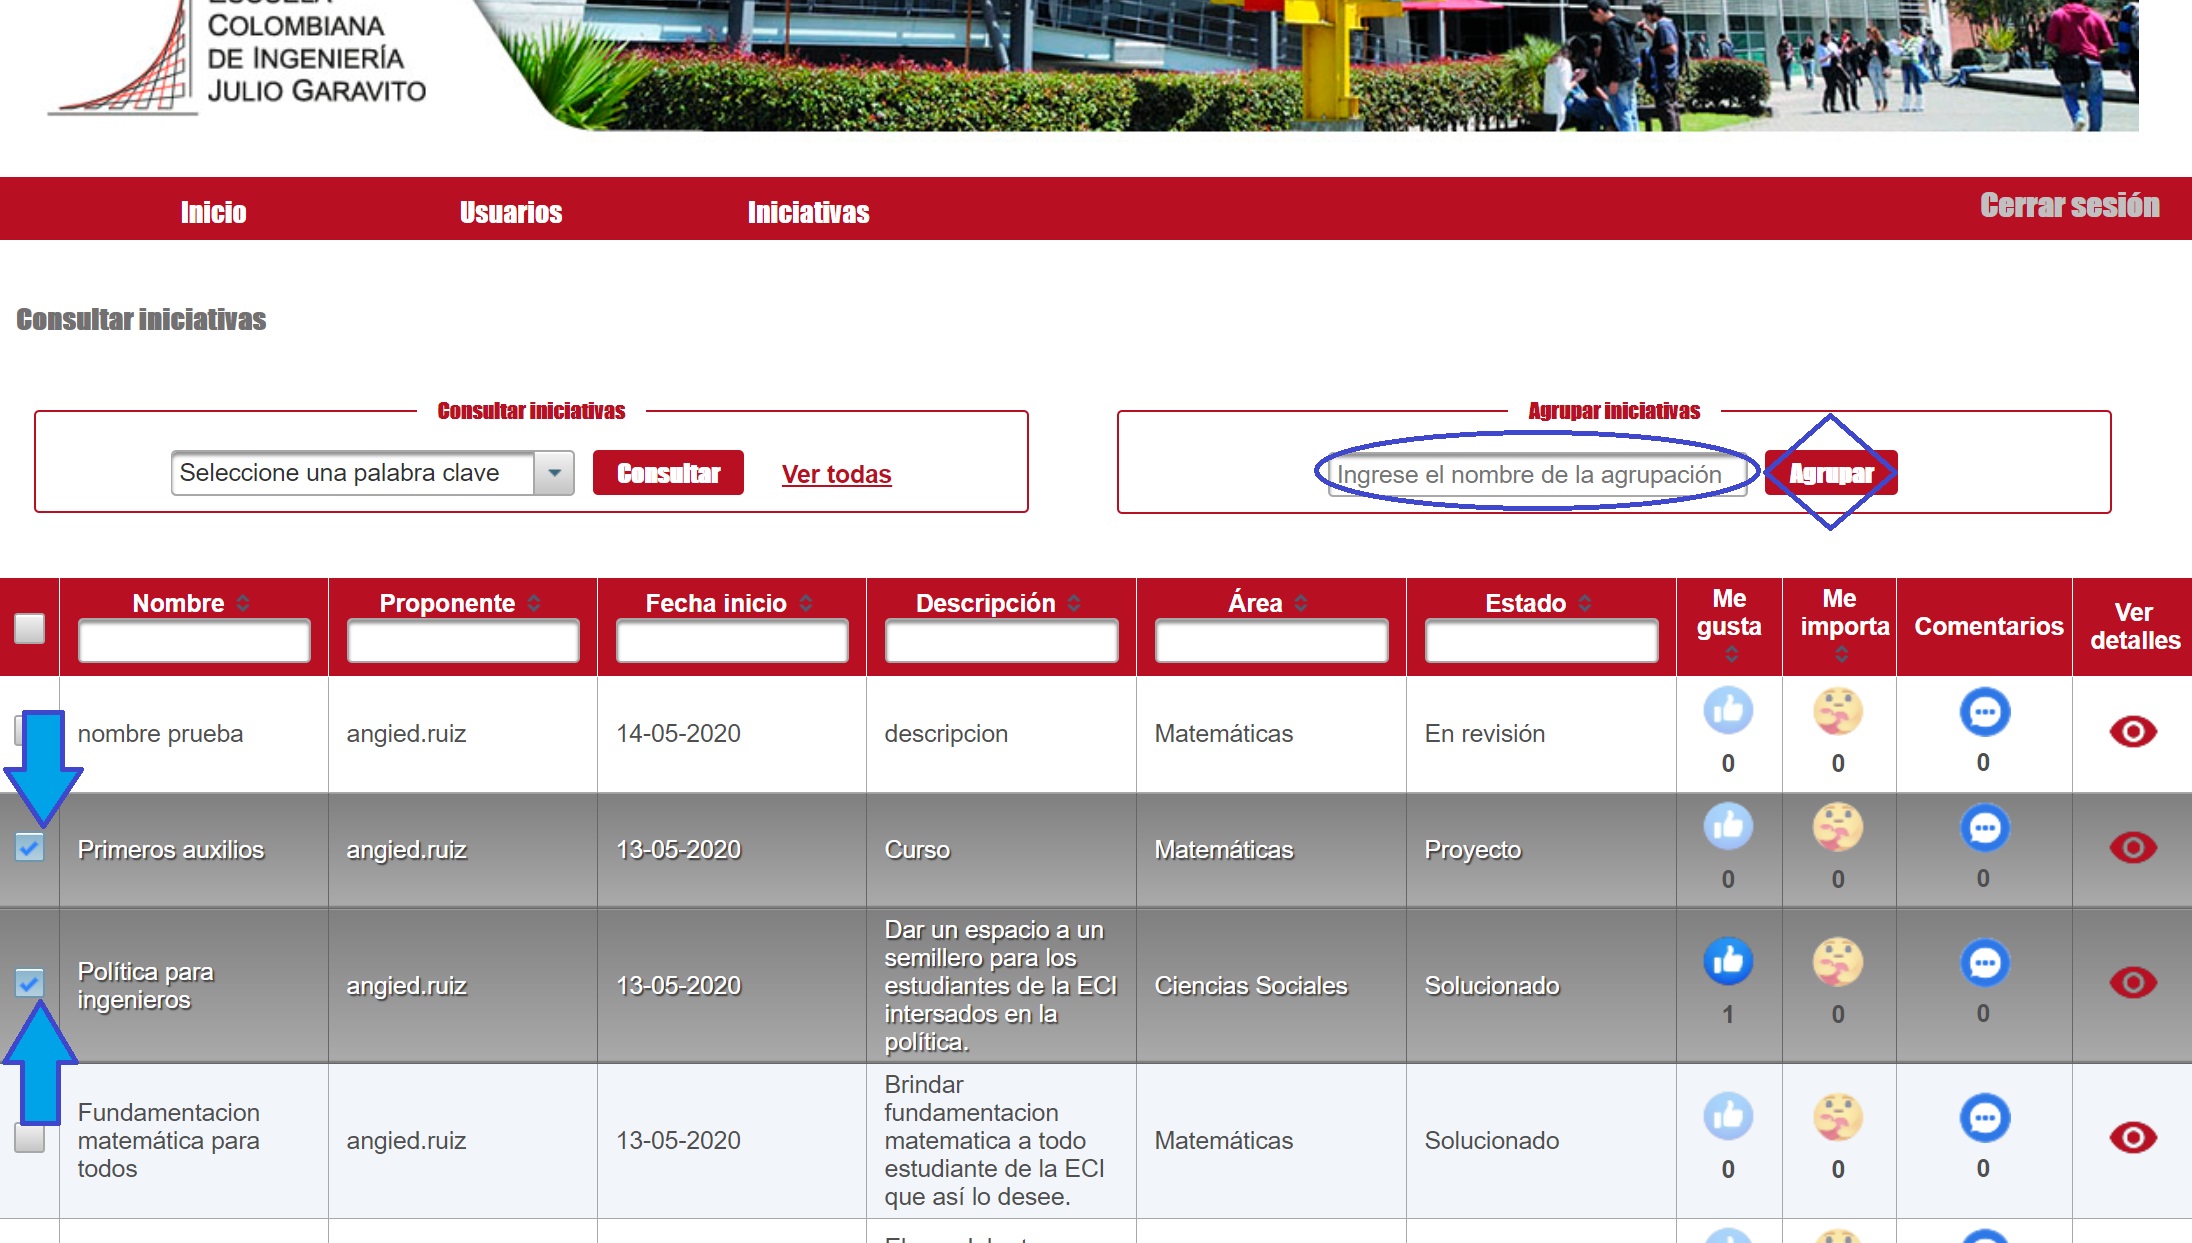 ESCUELA
COLOMBIANA
DE INGENIERÍA
JULIO GARAVITO
Inicio
Usuarios
Iniciativas
Cerrar sesión
Consultar iniciativas
Consultar iniciativas
Seleccione una palabra clave
Consultar
Ver todas
Agrupar iniciativas
Ingrese el nombre de la agrupación
Agrupar
Nombre
Proponente
Fecha inicio
Descripción
Área
Estado
Me
gusta
Me
importa
Comentarios
Ver
detalles
nombre prueba
angied.ruiz
14-05-2020
descripcion
Matemáticas
En revisión
0
0
0
Primeros auxilios
angied.ruiz
13-05-2020
Curso
Matemáticas
Proyecto
0
0
0
Política para
ingenieros
angied.ruiz
13-05-2020
Dar un espacio a un
semillero para los
estudiantes de la ECI
intersados en la
política.
Ciencias Sociales
Solucionado
1
0
0
Fundamentacion
matemática para
todos
angied.ruiz
13-05-2020
Brindar
fundamentacion
matematica a todo
estudiante de la ECI
que así lo desee.
Matemáticas
Solucionado
0
0
0